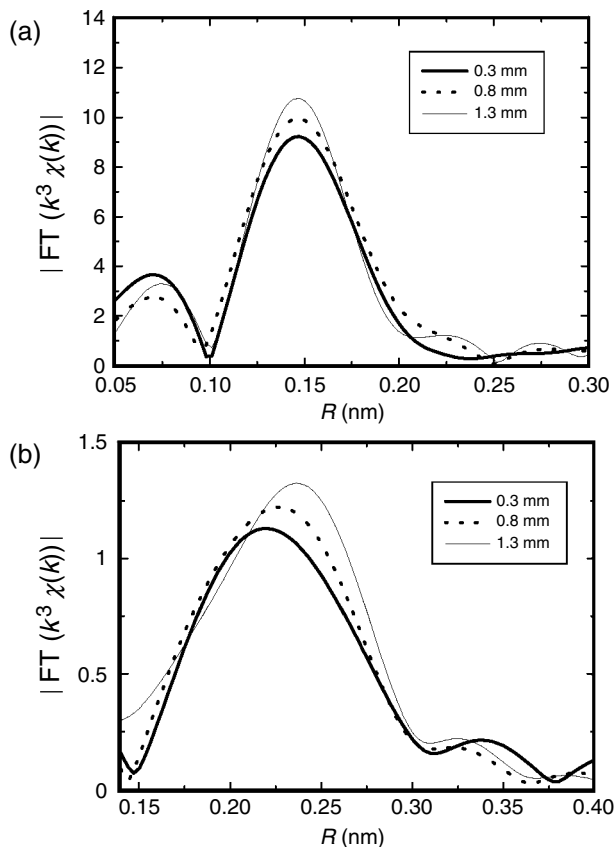 (a)
14
12
10
8
6
4
2
0
| FT (k³ χ(k)) |
0.3 mm
0.8 mm
1.3 mm
0.05 0.10 0.15 0.20 0.25 0.30
R (nm)
(b)
1.5
1
0.5
0
| FT (k³ χ(k)) |
0.3 mm
0.8 mm
1.3 mm
0.15 0.20 0.25 0.30 0.35 0.40
R (nm)